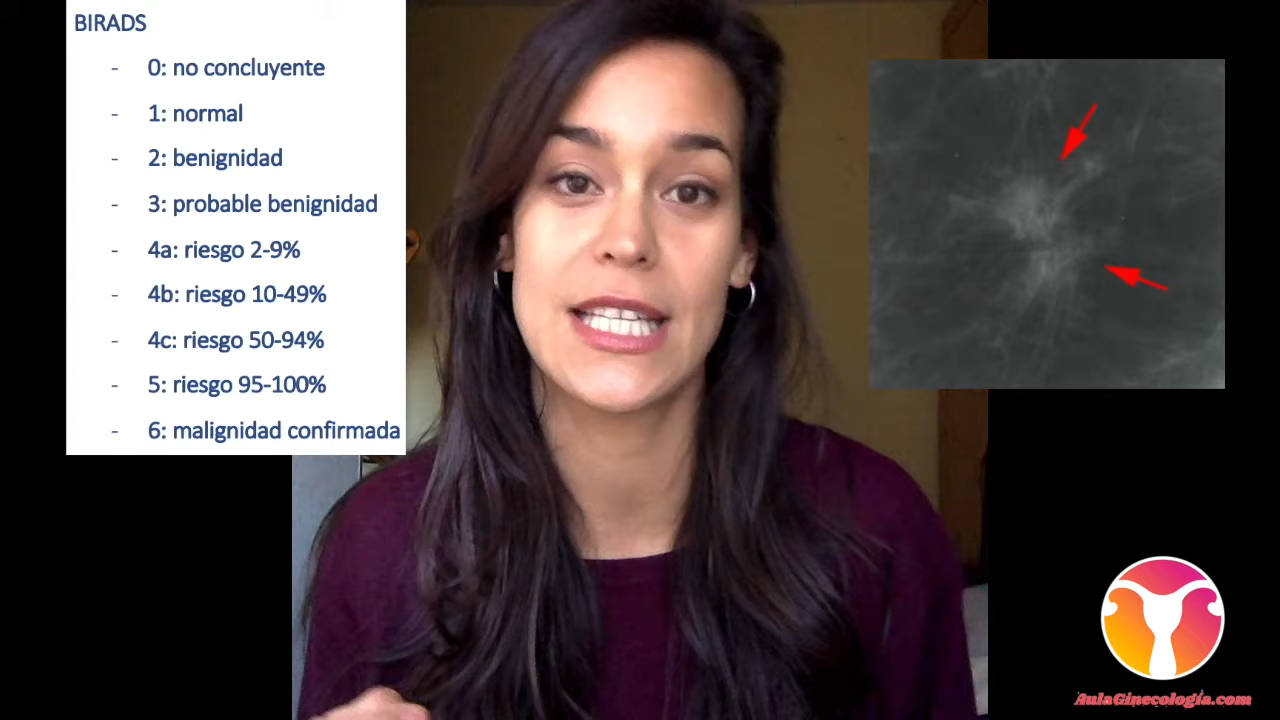 BIRADS
- 0: no concluyente
- 1: normal
- 2: benignidad
- 3: probable benignidad
- 4a: riesgo 2-9%
- 4b: riesgo 10-49%
- 4c: riesgo 50-94%
- 5: riesgo 95-100%
- 6: malignidad confirmada
AulaGinecología.com